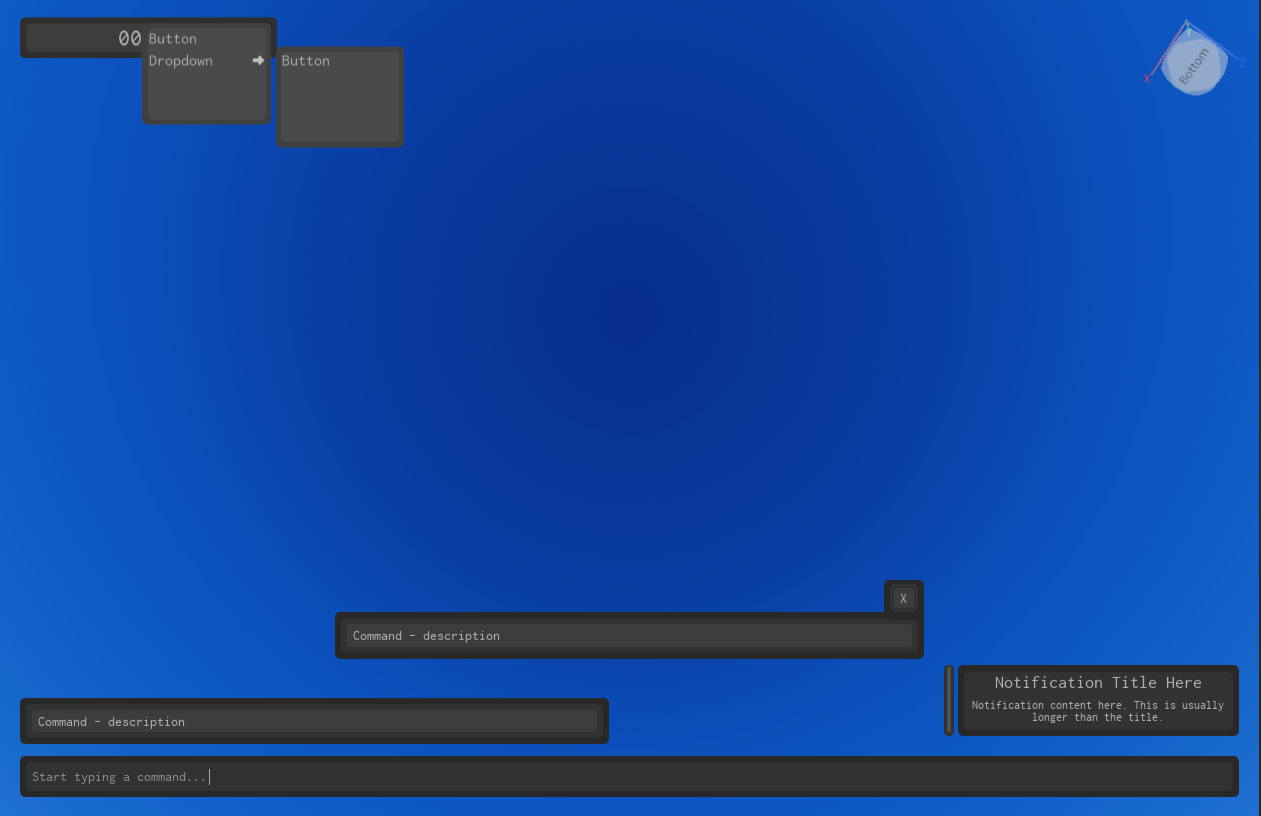 00
Button
Dropdown
Button
Y
X
Z
Bottom
X
Command – description
Notification Title Here
Notification content here. This is usually
longer than the title.
Command – description
Start typing a command...